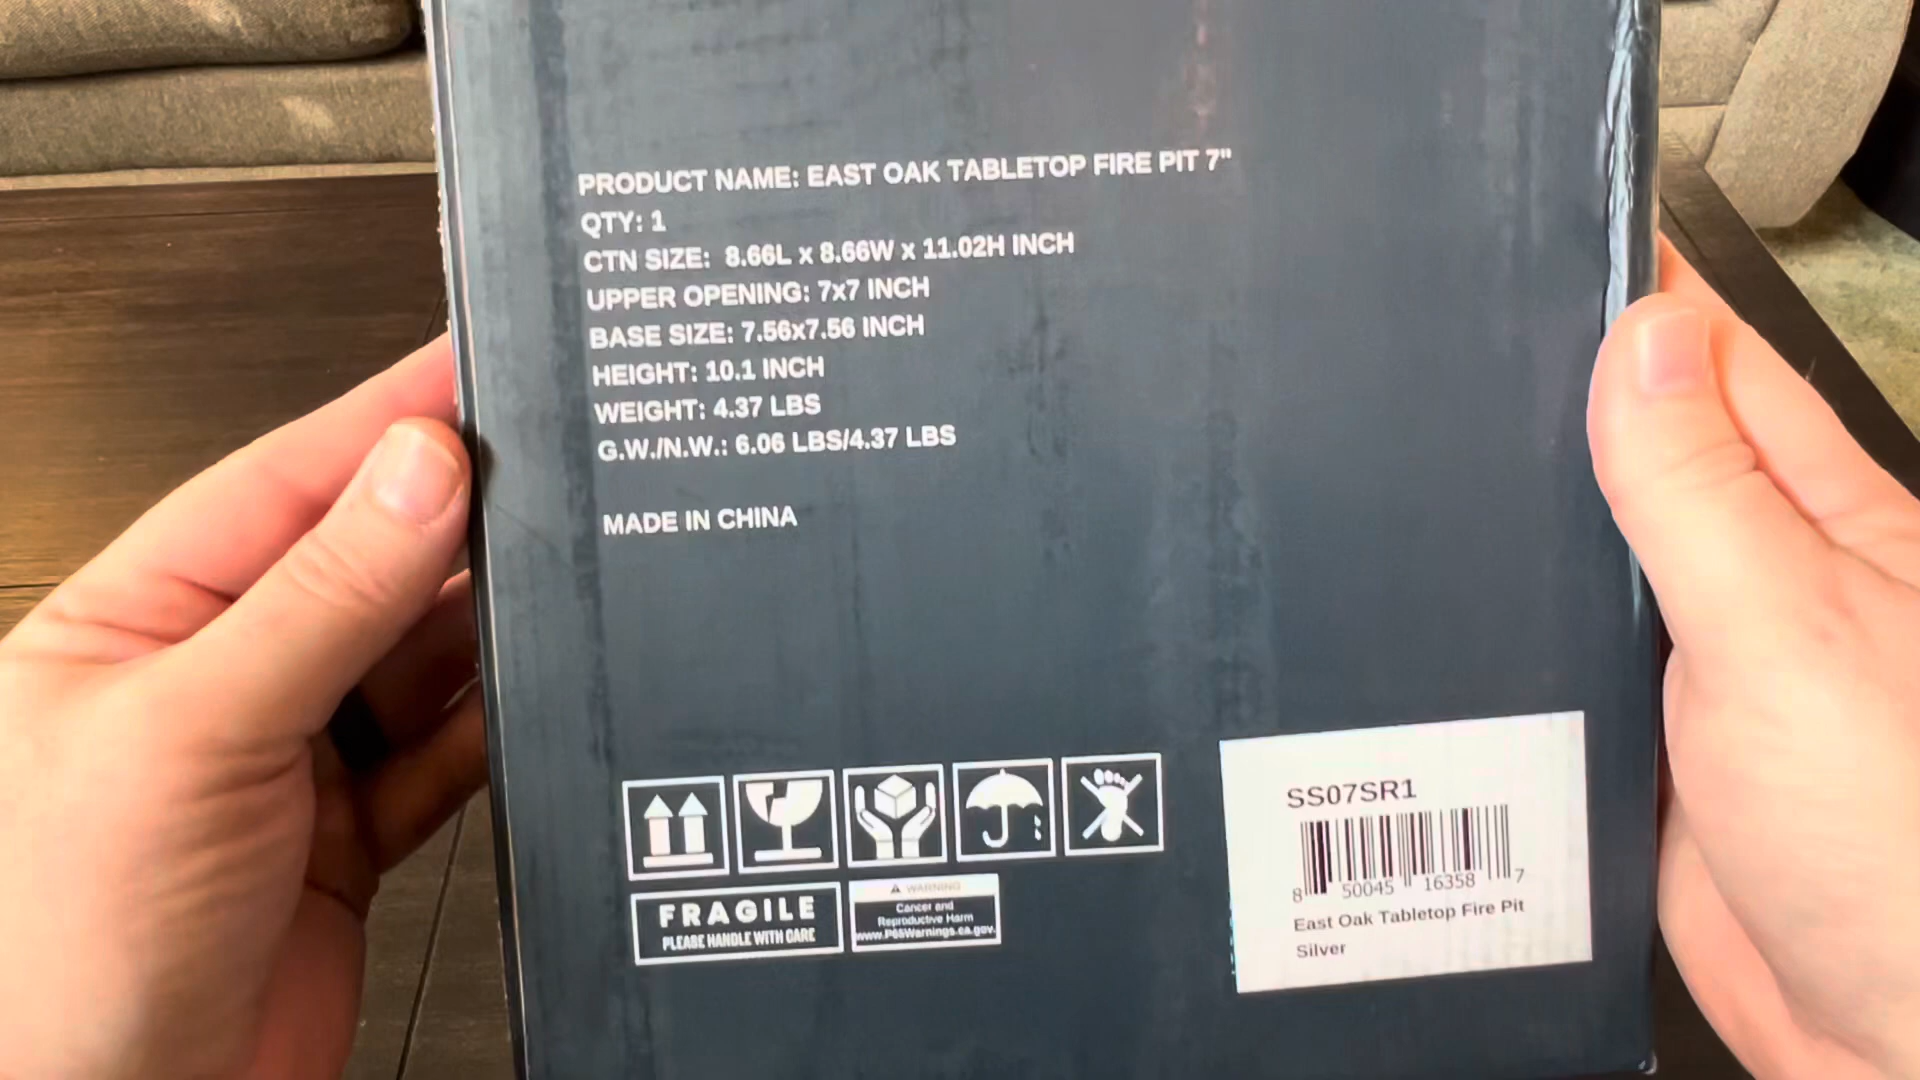 PRODUCT NAME: EAST OAK TABLETOP FIRE PIT 7"
QTY: 1
CTN SIZE: 8.66L x 8.66W x 11.02H INCH
UPPER OPENING: 7x7 INCH
BASE SIZE: 7.56x7.56 INCH
HEIGHT: 10.1 INCH
WEIGHT: 4.37 LBS
G.W./N.W.: 6.06 LBS/4.37 LBS
MADE IN CHINA
FRAGILE
PLEASE HANDLE WITH CARE
WARNING
Cancer and
Reproductive Harm
www.P65Warnings.ca.gov.
SS07SR1
8 50045 16358 7
East Oak Tabletop Fire Pit
Silver